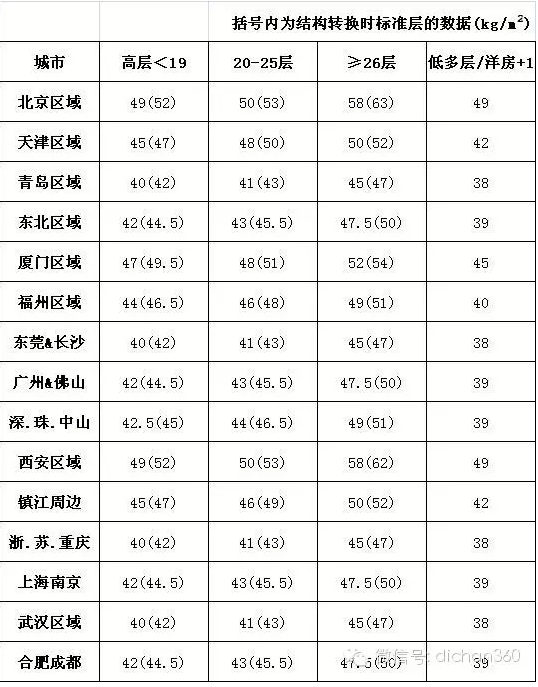 括号内为结构转换时标准层的数据(kg/m²)
城市 高层＜19 20-25层 ≥26层 低多层/洋房+1
北京区域 49(52) 50(53) 58(63) 49
天津区域 45(47) 48(50) 50(52) 42
青岛区域 40(42) 41(43) 45(47) 38
东北区域 42(44.5) 43(45.5) 47.5(50) 39
厦门区域 47(49.5) 48(51) 52(54) 45
福州区域 44(46.5) 46(48) 49(51) 40
东莞&长沙 40(42) 41(43) 45(47) 38
广州&佛山 42(44.5) 43(45.5) 47.5(50) 39
深.珠.中山 42.5(45) 44(46.5) 49(51) 39
西安区域 49(52) 50(53) 58(62) 49
镇江周边 45(47) 46(49) 50(52) 42
浙.苏.重庆 40(42) 41(43) 45(47) 38
上海南京 42(44.5) 43(45.5) 47.5(50) 39
武汉区域 40(42) 41(43) 45(47) 38
合肥成都 42(44.5) 43(45.5) 47.5(50) 39
微信号: dichan360